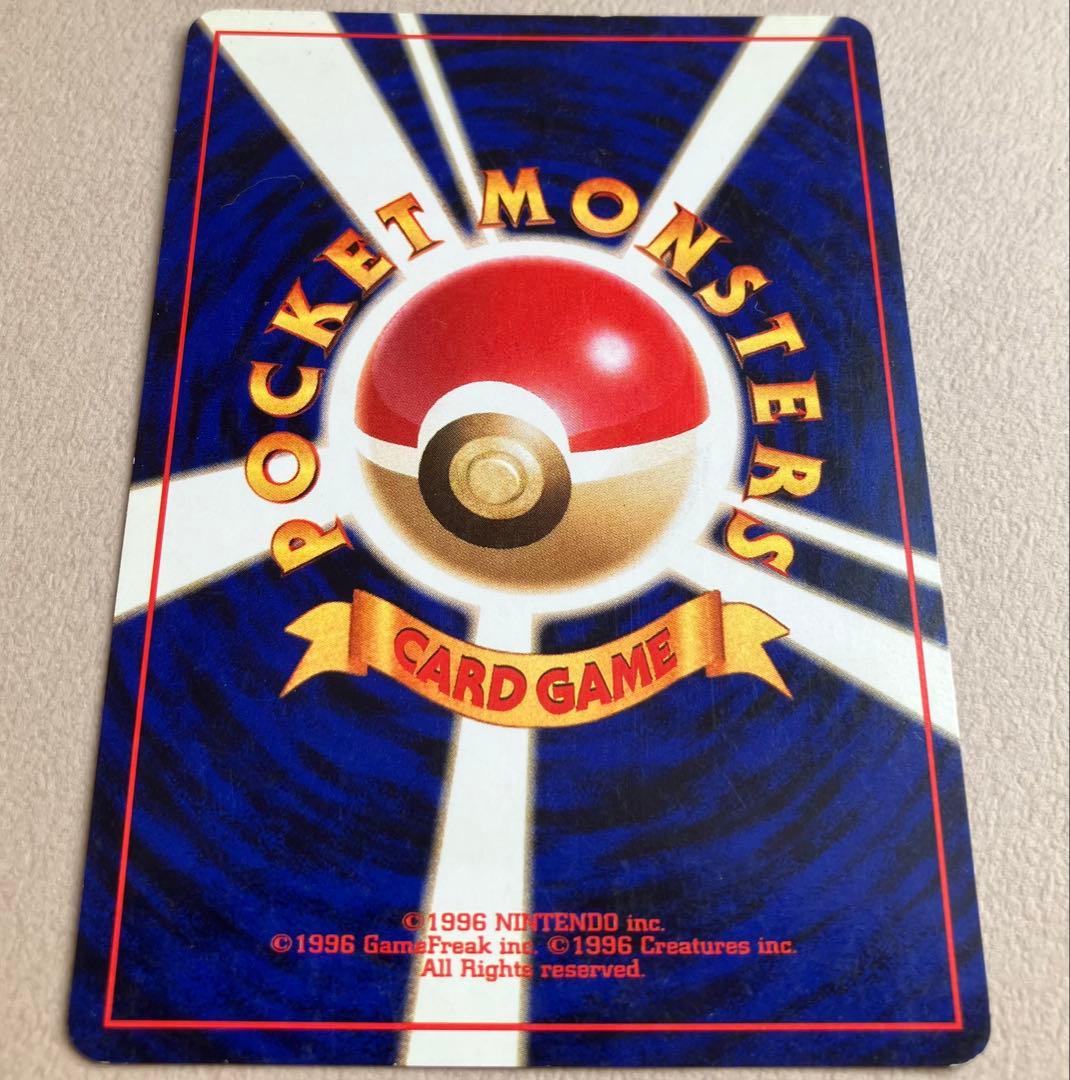 POCKET MONSTERS
CARD GAME
©1996 NINTENDO inc.
©1996 GameFreak inc. ©1996 Creatures inc.
All Rights reserved.